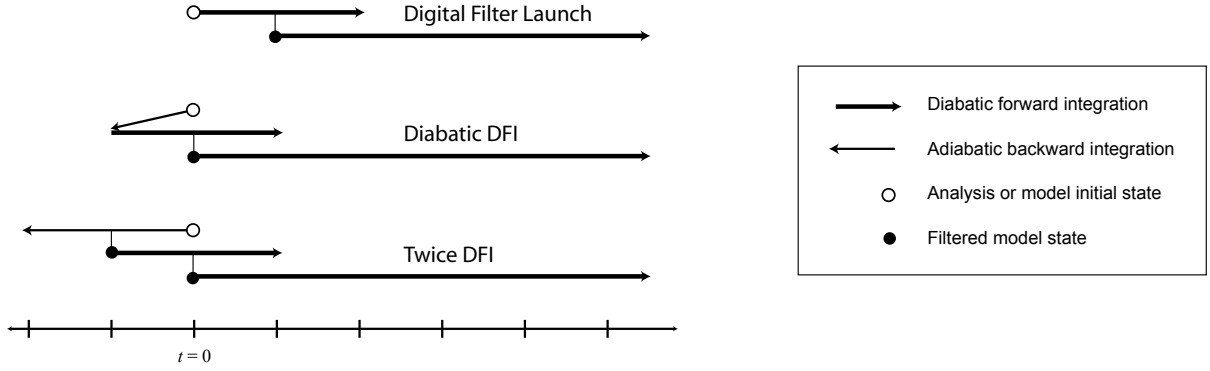 Digital Filter Launch
Diabatic DFI
Twice DFI
t = 0
Diabatic forward integration
Adiabatic backward integration
Analysis or model initial state
Filtered model state